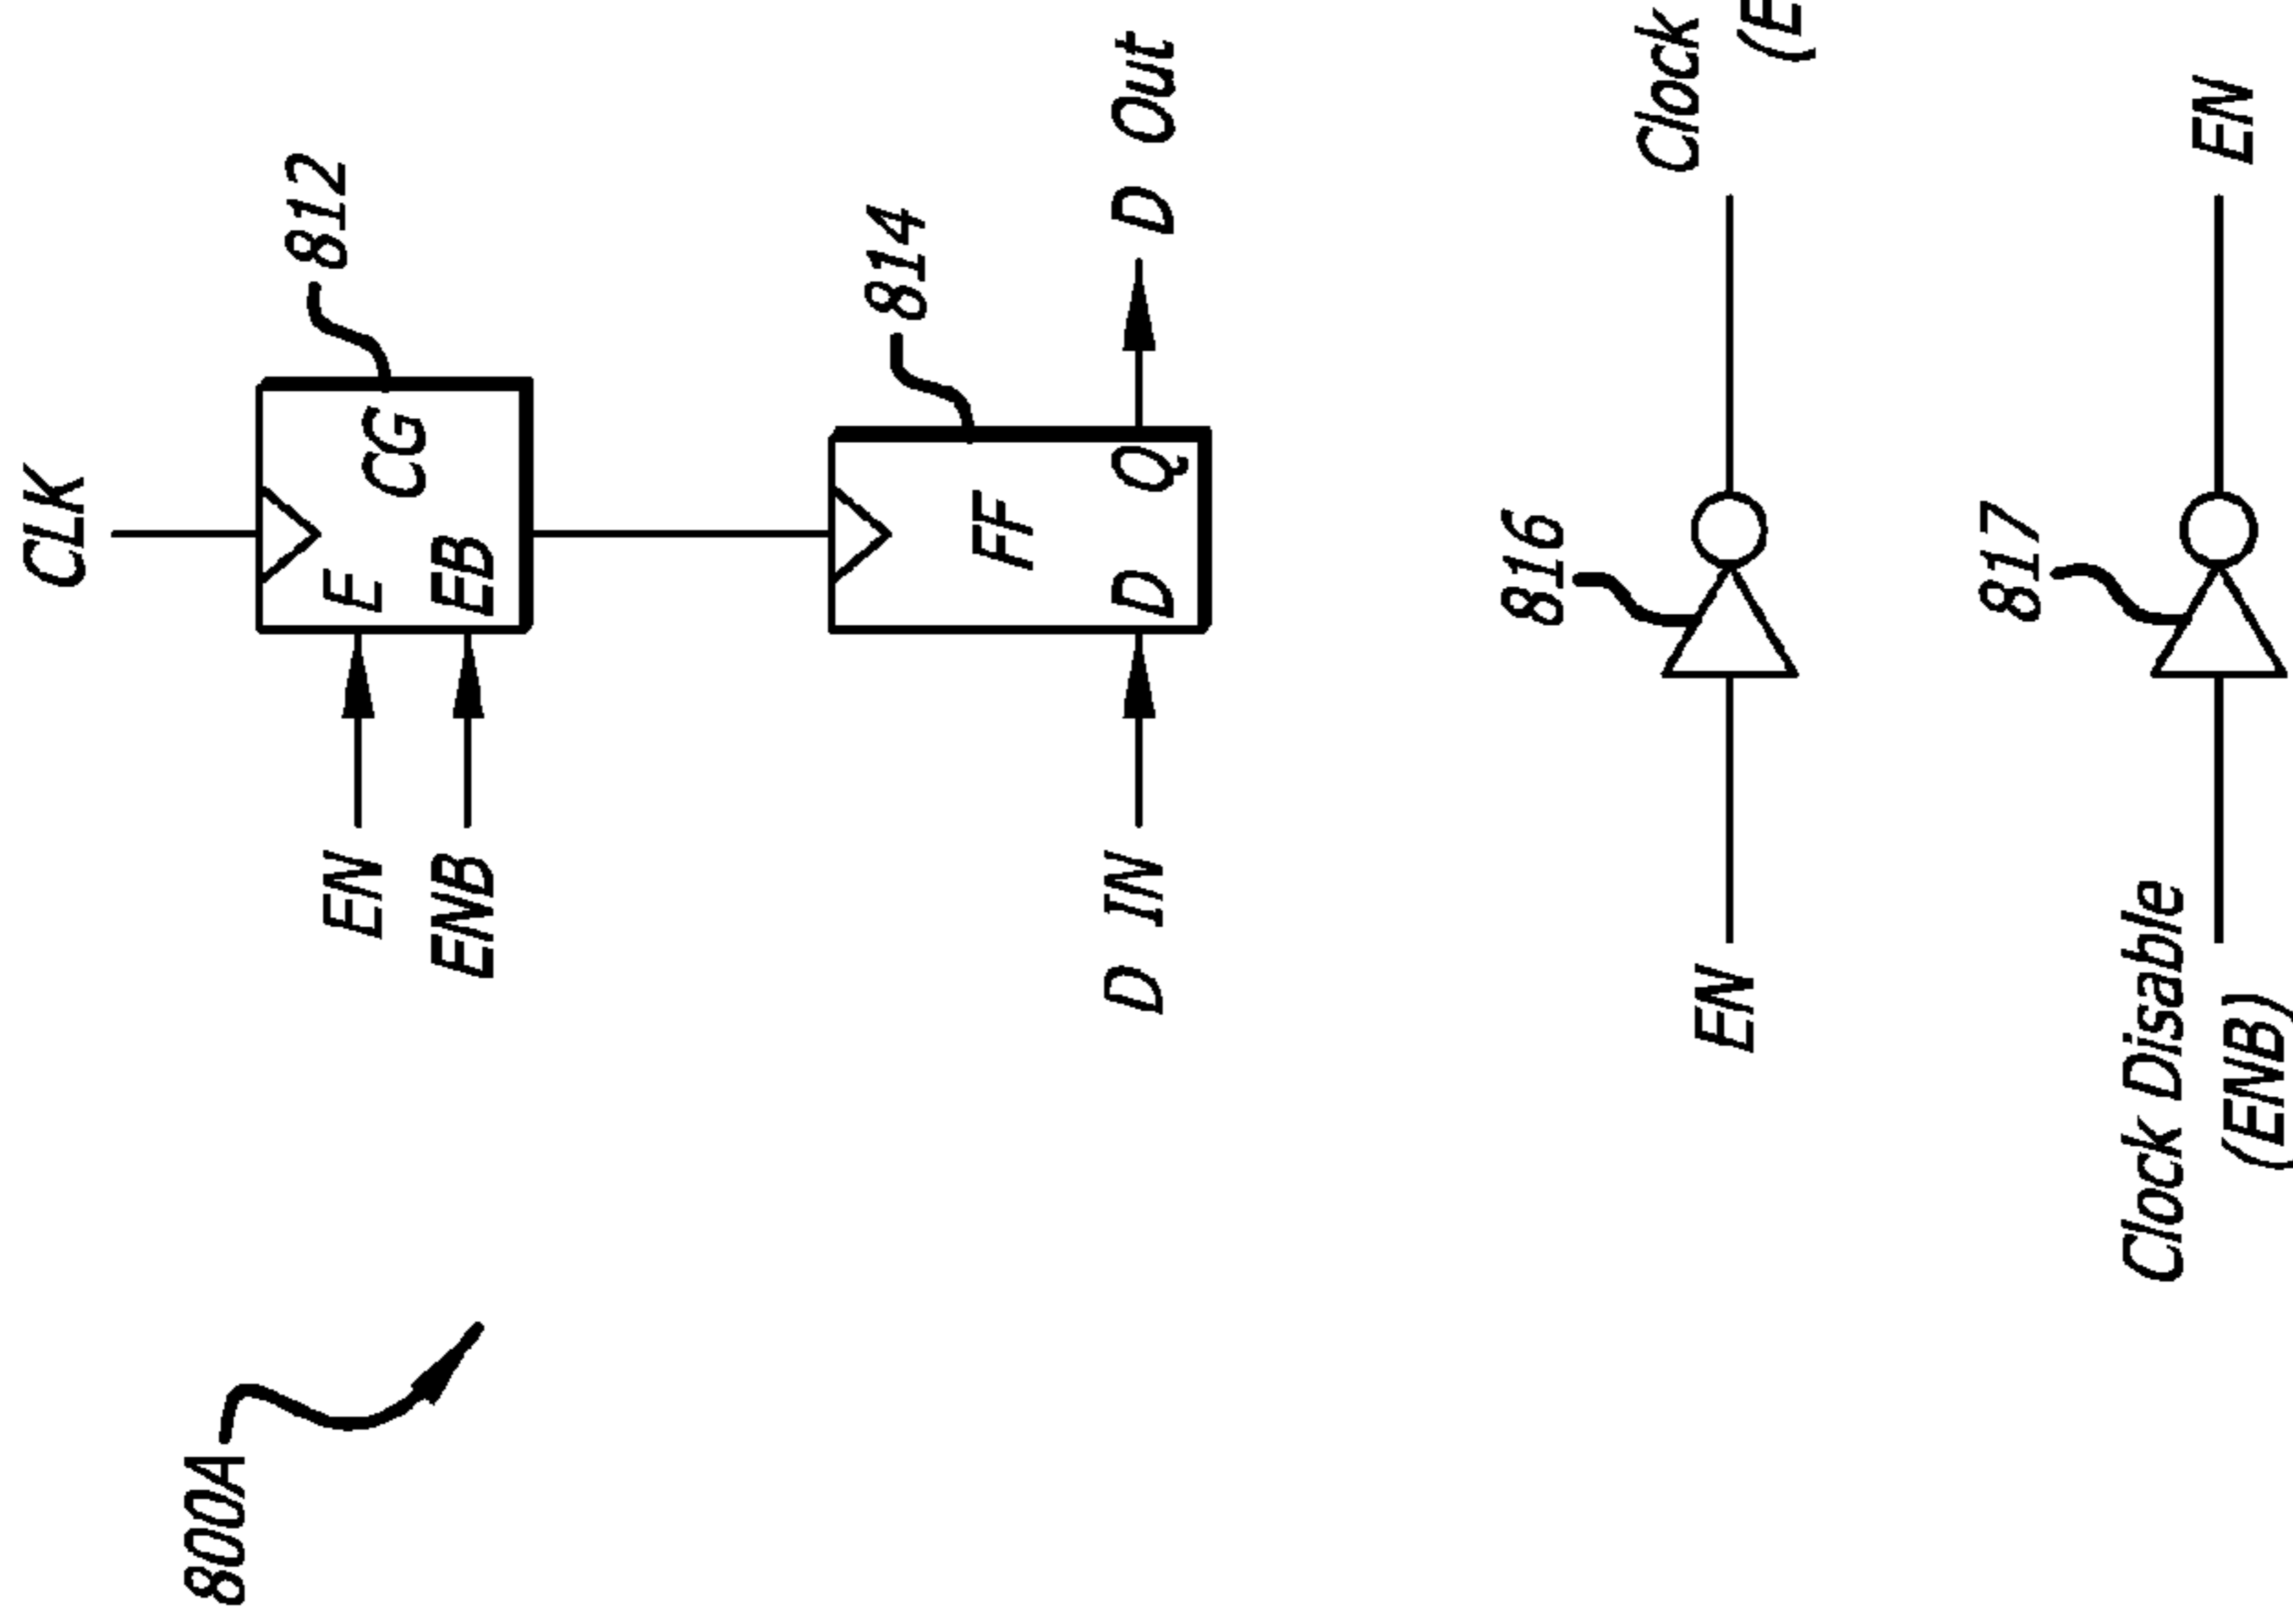 CLK
812
E
CG
EB
EN
ENB
814
FF
D
Q
D IN
D Out
816
EN
Clock
817
Clock Disable
(ENB)
EN
800A